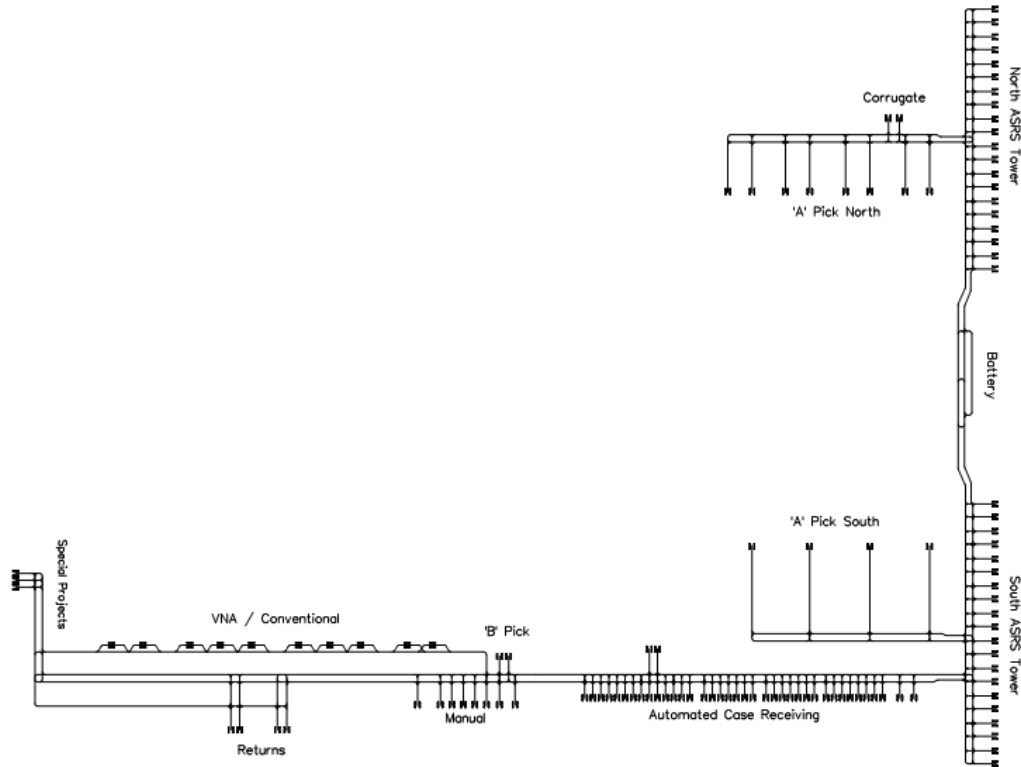 Corrugate
North ASRS Tower
'A' Pick North
Battery
'A' Pick South
Special Projects
South ASRS Tower
VNA / Conventional
'B' Pick
Manual
Automated Case Receiving
Returns